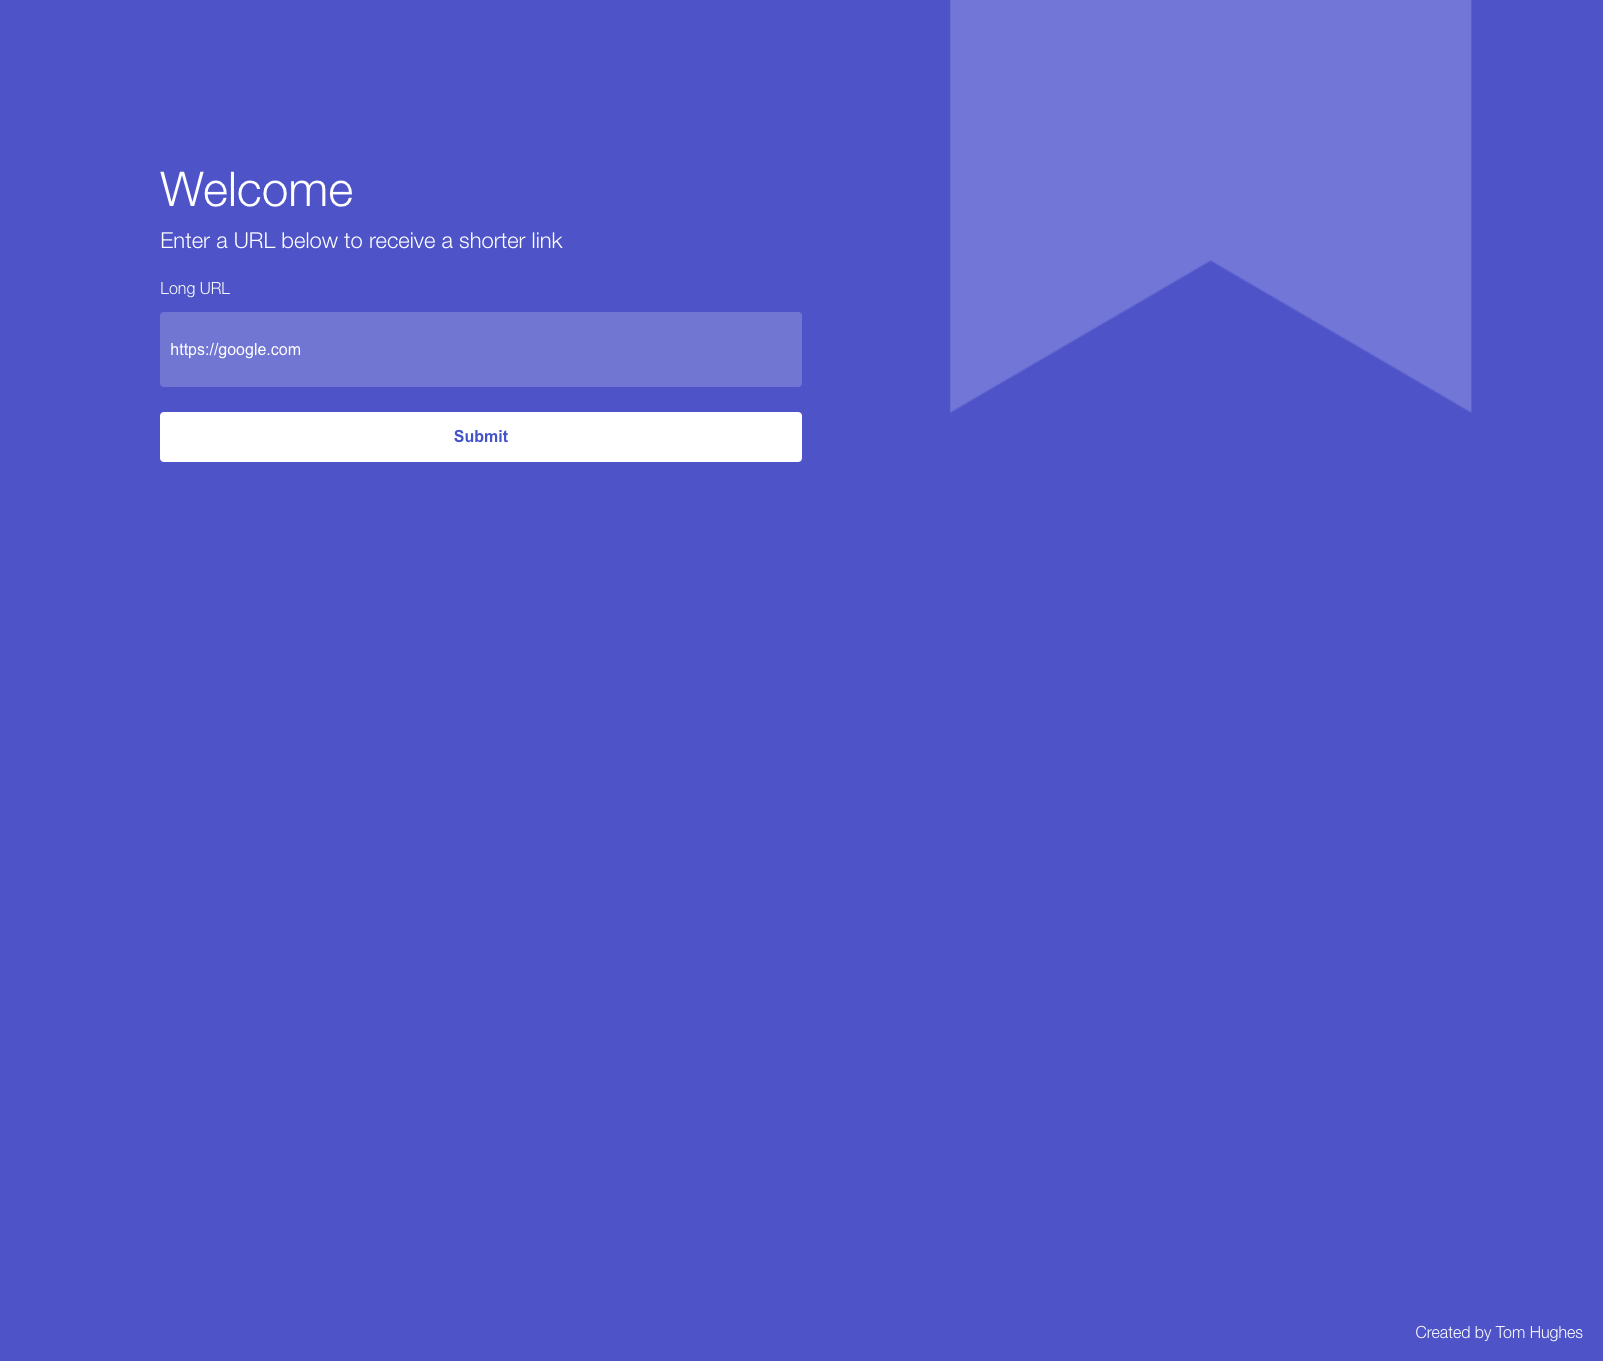 Welcome
Enter a URL below to receive a shorter link
Long URL
https://google.com
Submit
Created by Tom Hughes